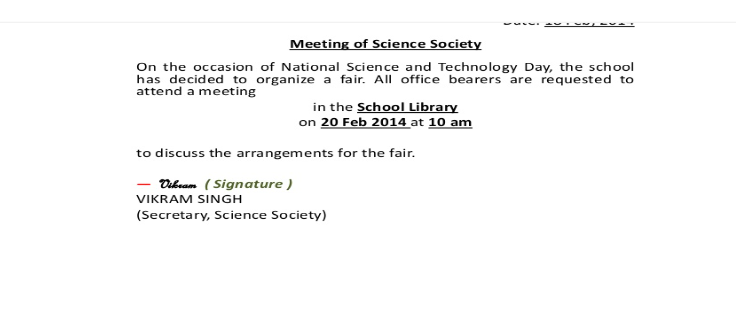 Meeting of Science Society
On the occasion of National Science and Technology Day, the school
has decided to organize a fair. All office bearers are requested to
attend a meeting
in the School Library
on 20 Feb 2014 at 10 am
to discuss the arrangements for the fair.
— Vikram ( Signature )
VIKRAM SINGH
(Secretary, Science Society)